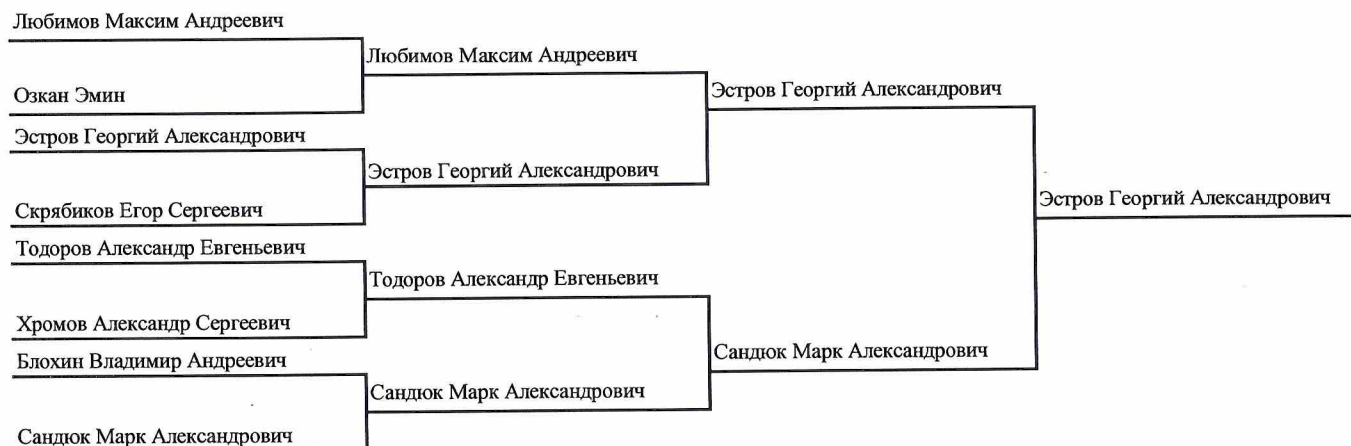 Любимов Максим Андреевич
Озкан Эмин
Эстров Георгий Александрович
Скрябиков Егор Сергеевич
Тодоров Александр Евгеньевич
Хромов Александр Сергеевич
Блохин Владимир Андреевич
Сандюк Марк Александрович
Любимов Максим Андреевич
Эстров Георгий Александрович
Тодоров Александр Евгеньевич
Сандюк Марк Александрович
Эстров Георгий Александрович
Сандюк Марк Александрович
Эстров Георгий Александрович